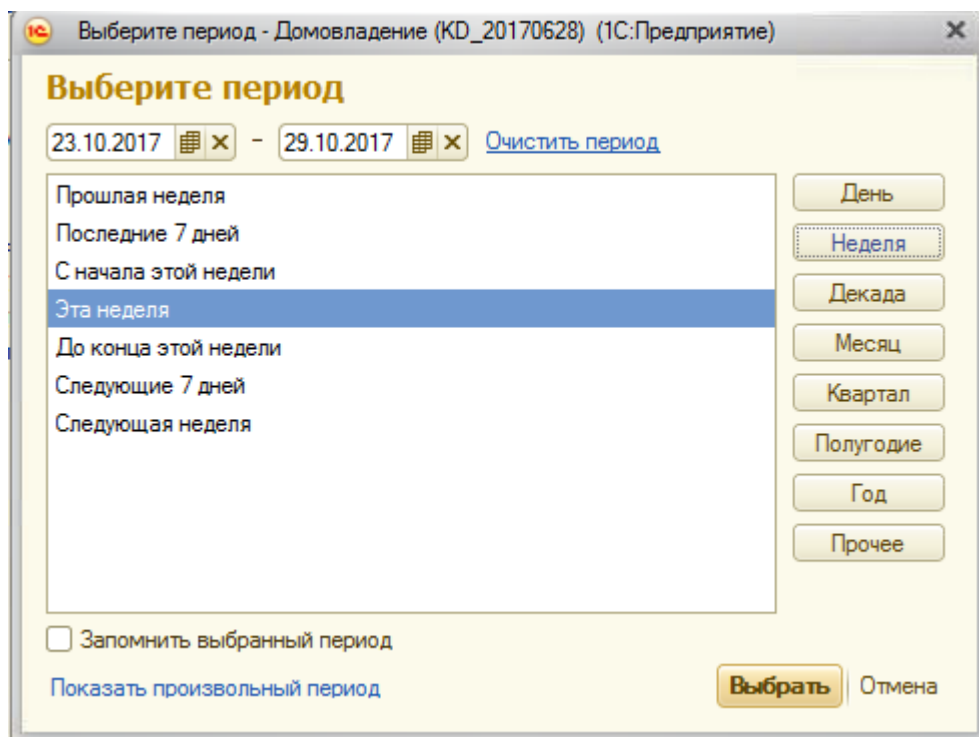 1С Выберите период - Домовладение (KD_20170628) (1С:Предприятие)
Выберите период
23.10.2017 - 29.10.2017 Очистить период
Прошлая неделя
Последние 7 дней
С начала этой недели
Эта неделя
До конца этой недели
Следующие 7 дней
Следующая неделя
День
Неделя
Декада
Месяц
Квартал
Полугодие
Год
Прочее
Запомнить выбранный период
Показать произвольный период
Выбрать
Отмена